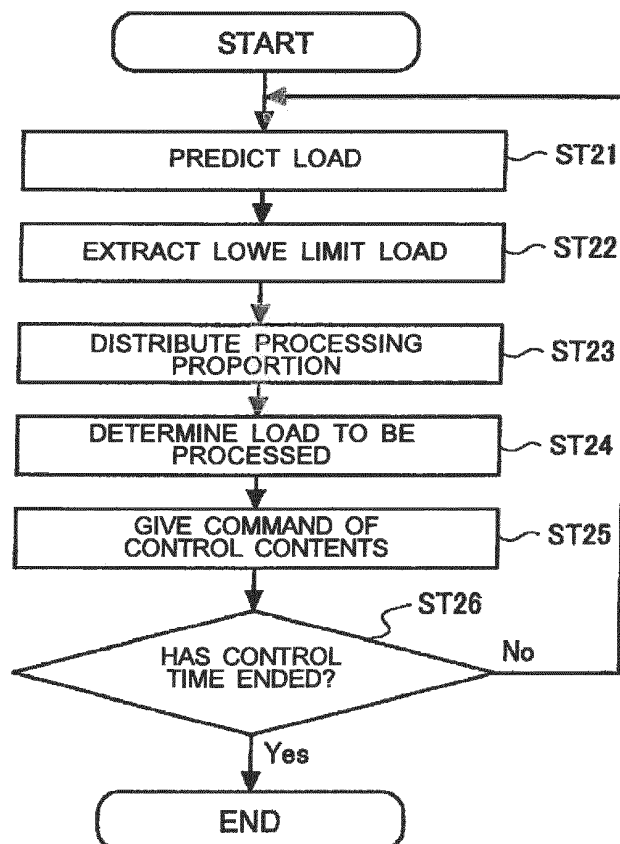 START
PREDICT LOAD
ST21
EXTRACT LOWE LIMIT LOAD
ST22
DISTRIBUTE PROCESSING
PROPORTION
ST23
DETERMINE LOAD TO BE
PROCESSED
ST24
GIVE COMMAND OF
CONTROL CONTENTS
ST25
ST26
HAS CONTROL
TIME ENDED?
No
Yes
END